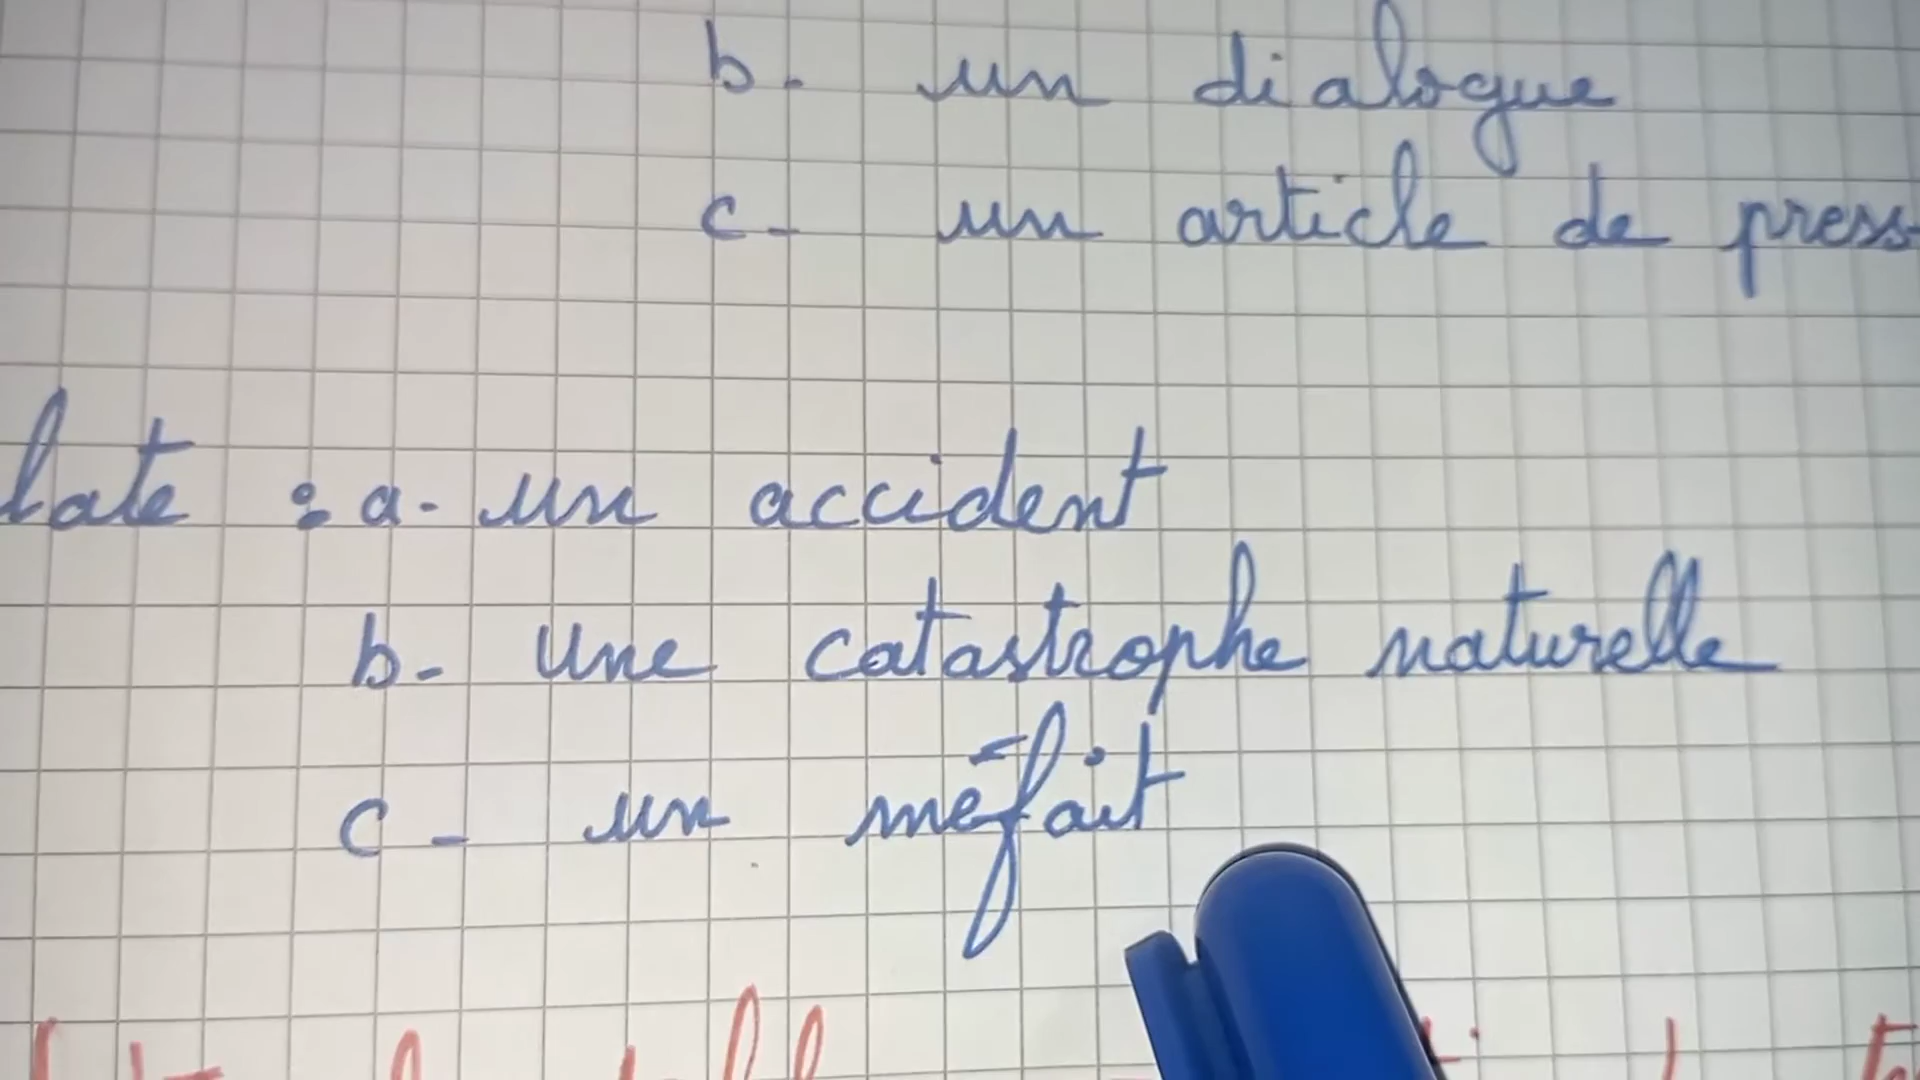 b- un dialogue
c- un article de press
late : a- un accident
b- une catastrophe naturelle
c- un méfait